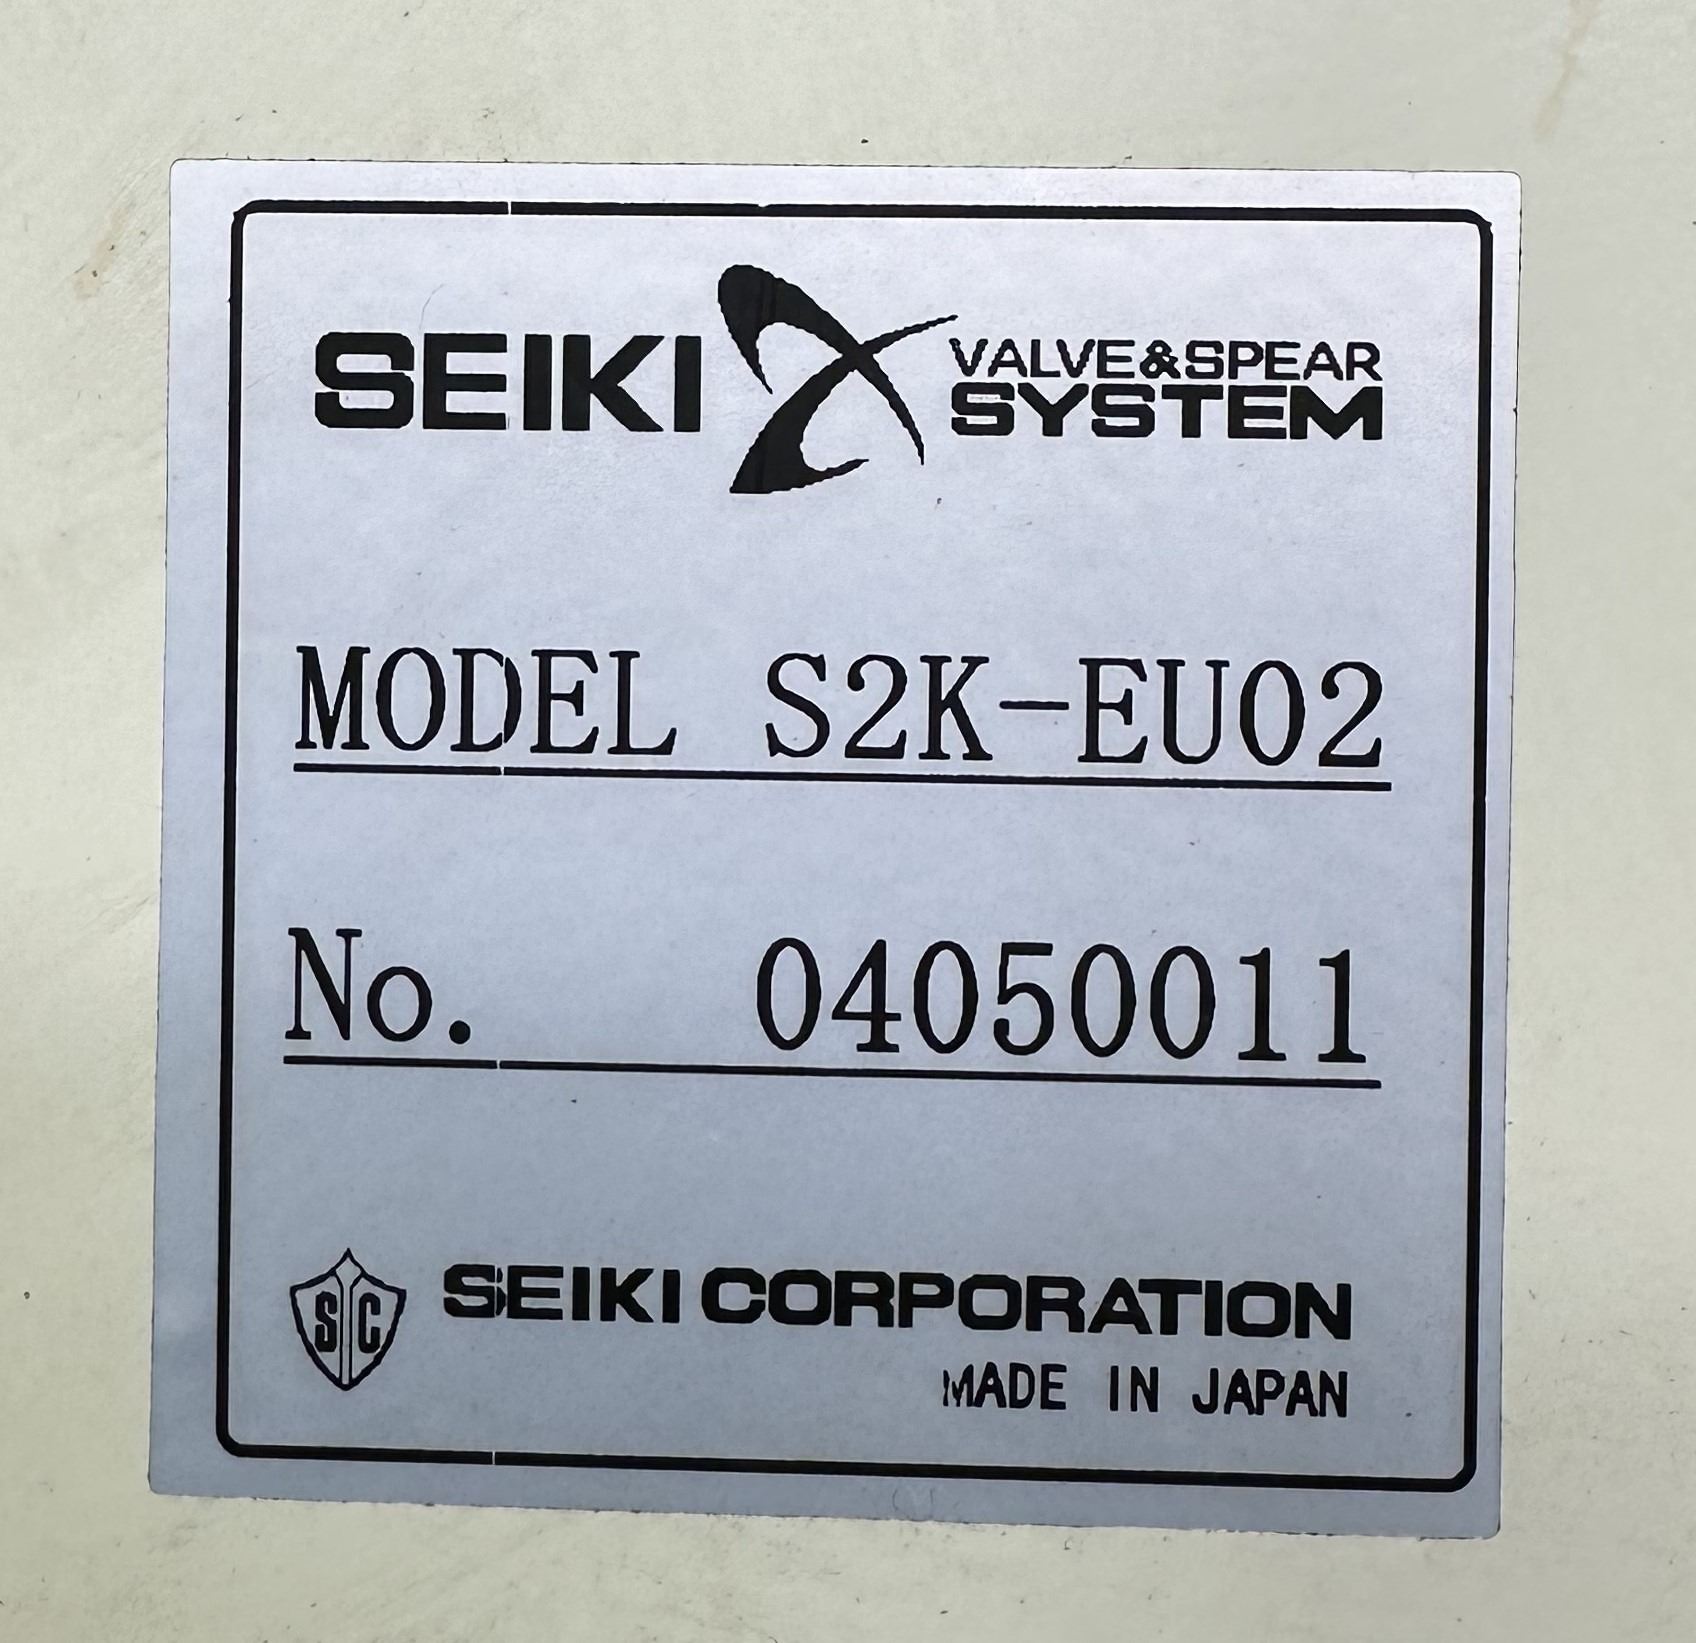 SEIKI VALVE&SPEAR
SYSTEM
MODEL S2K-EU02
No. 04050011
SC SEIKI CORPORATION
MADE IN JAPAN